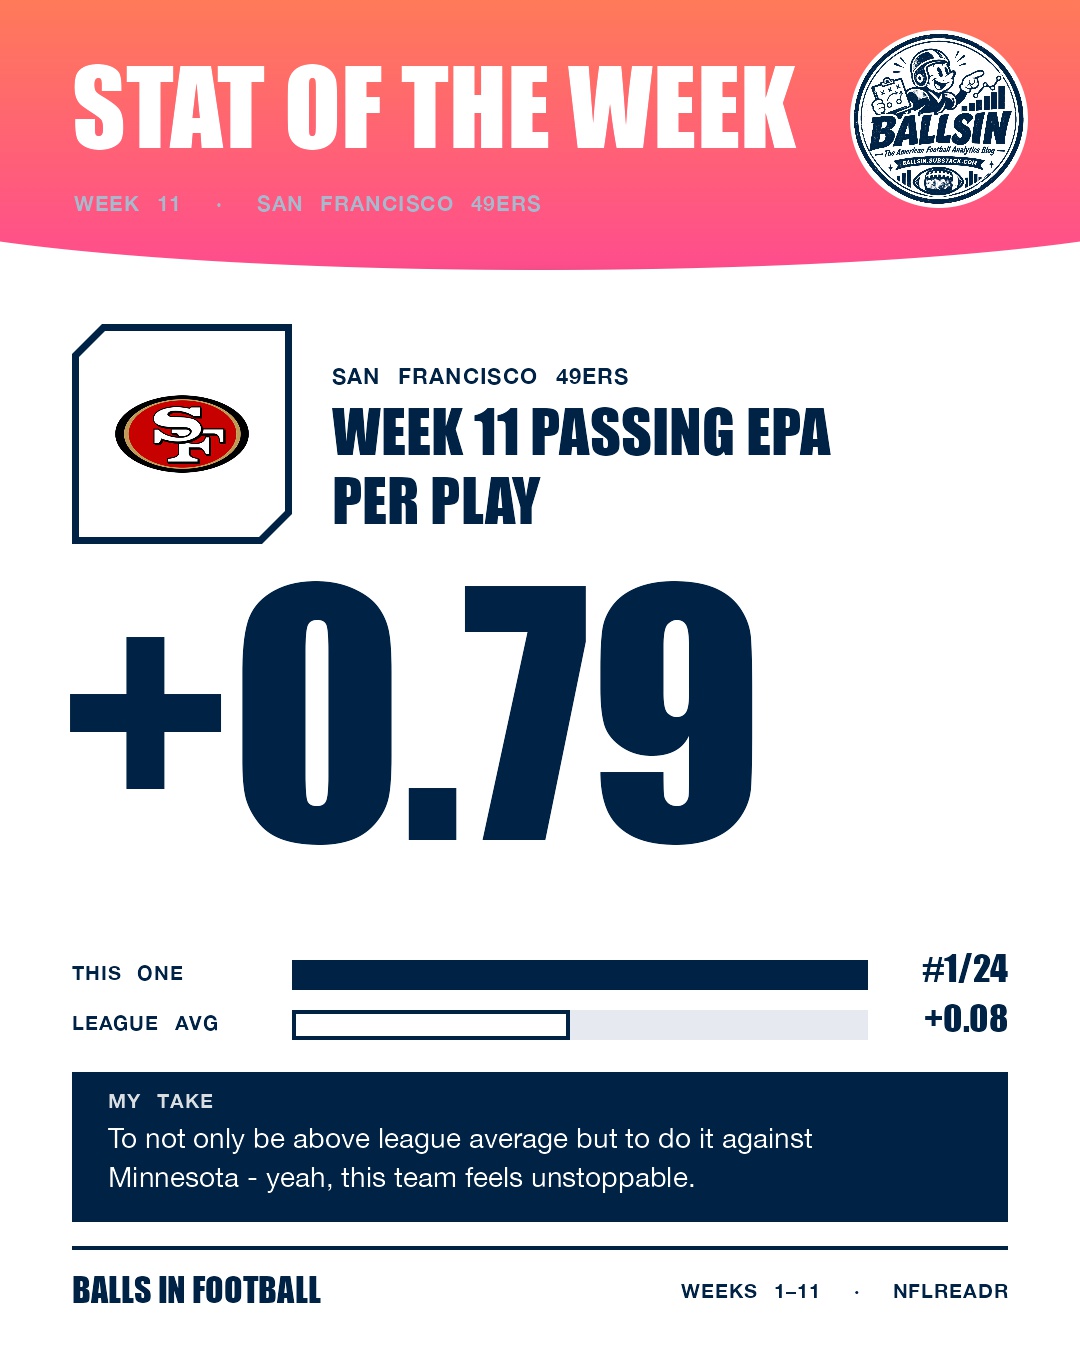 STAT OF THE WEEK
WEEK 11 · SAN FRANCISCO 49ERS
BALLSIN
The American Football Analytics Blog
BALLSIN.SUBSTACK.COM
SF
SAN FRANCISCO 49ERS
WEEK 11 PASSING EPA
PER PLAY
+0.79
THIS ONE #1/24
LEAGUE AVG +0.08
MY TAKE
To not only be above league average but to do it against
Minnesota - yeah, this team feels unstoppable.
BALLS IN FOOTBALL
WEEKS 1–11 · NFLREADR